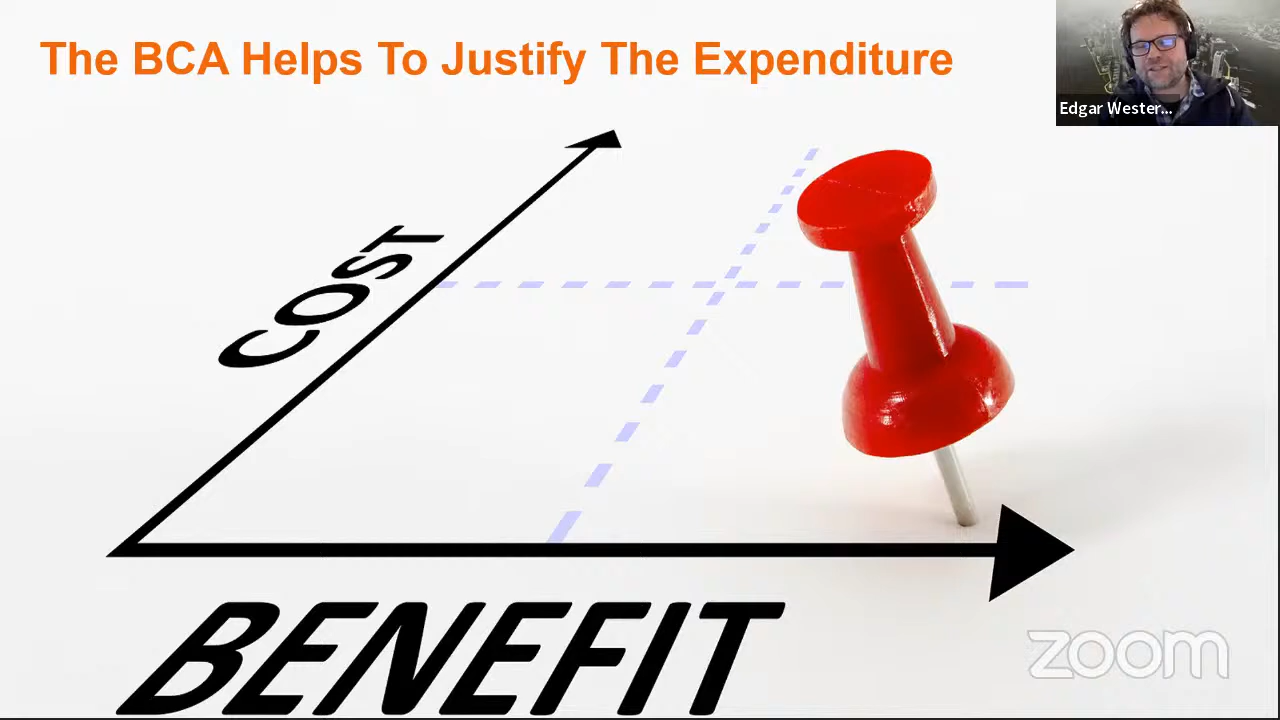 The BCA Helps To Justify The Expenditure
Edgar Wester...
COST
BENEFIT
zoom